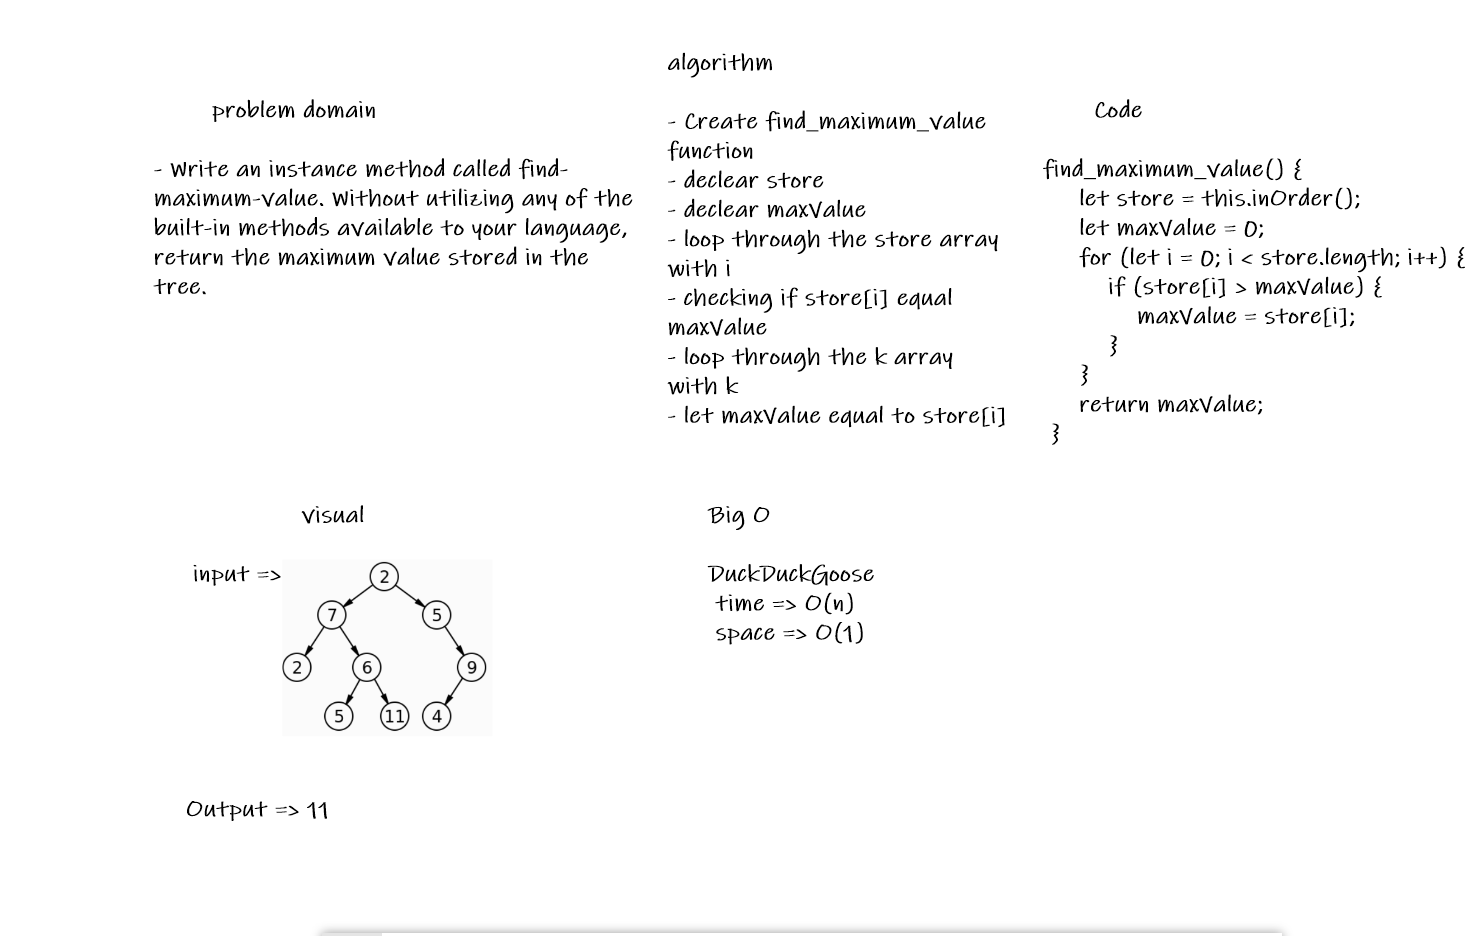 problem domain
- Write an instance method called find-
maximum-value. Without utilizing any of the
built-in methods available to your language,
return the maximum value stored in the
tree.
algorithm
- Create find_maximum_value
function
- declear store
- declear maxValue
- loop through the store array
with i
- checking if store[i] equal
maxValue
- loop through the k array
with k
- let maxValue equal to store[i]
Code
find_maximum_value() {
let store = this.inOrder();
let maxValue = 0;
for (let i = 0; i < store.length; i++) {
if (store[i] > maxValue) {
maxValue = store[i];
}
}
return maxValue;
}
visual
input =>
2
7 5
2 6 9
5 11 4
Output => 11
Big O
DuckDuckGoose
time => O(n)
space => O(1)